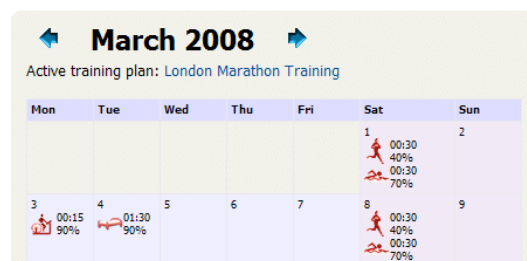 March 2008
Active training plan: London Marathon Training
Mon Tue Wed Thu Fri Sat Sun
1 2
00:30
40%
00:30
70%
3 4 5 6 7 8 9
00:15 01:30 00:30
90% 90% 40%
00:30
70%